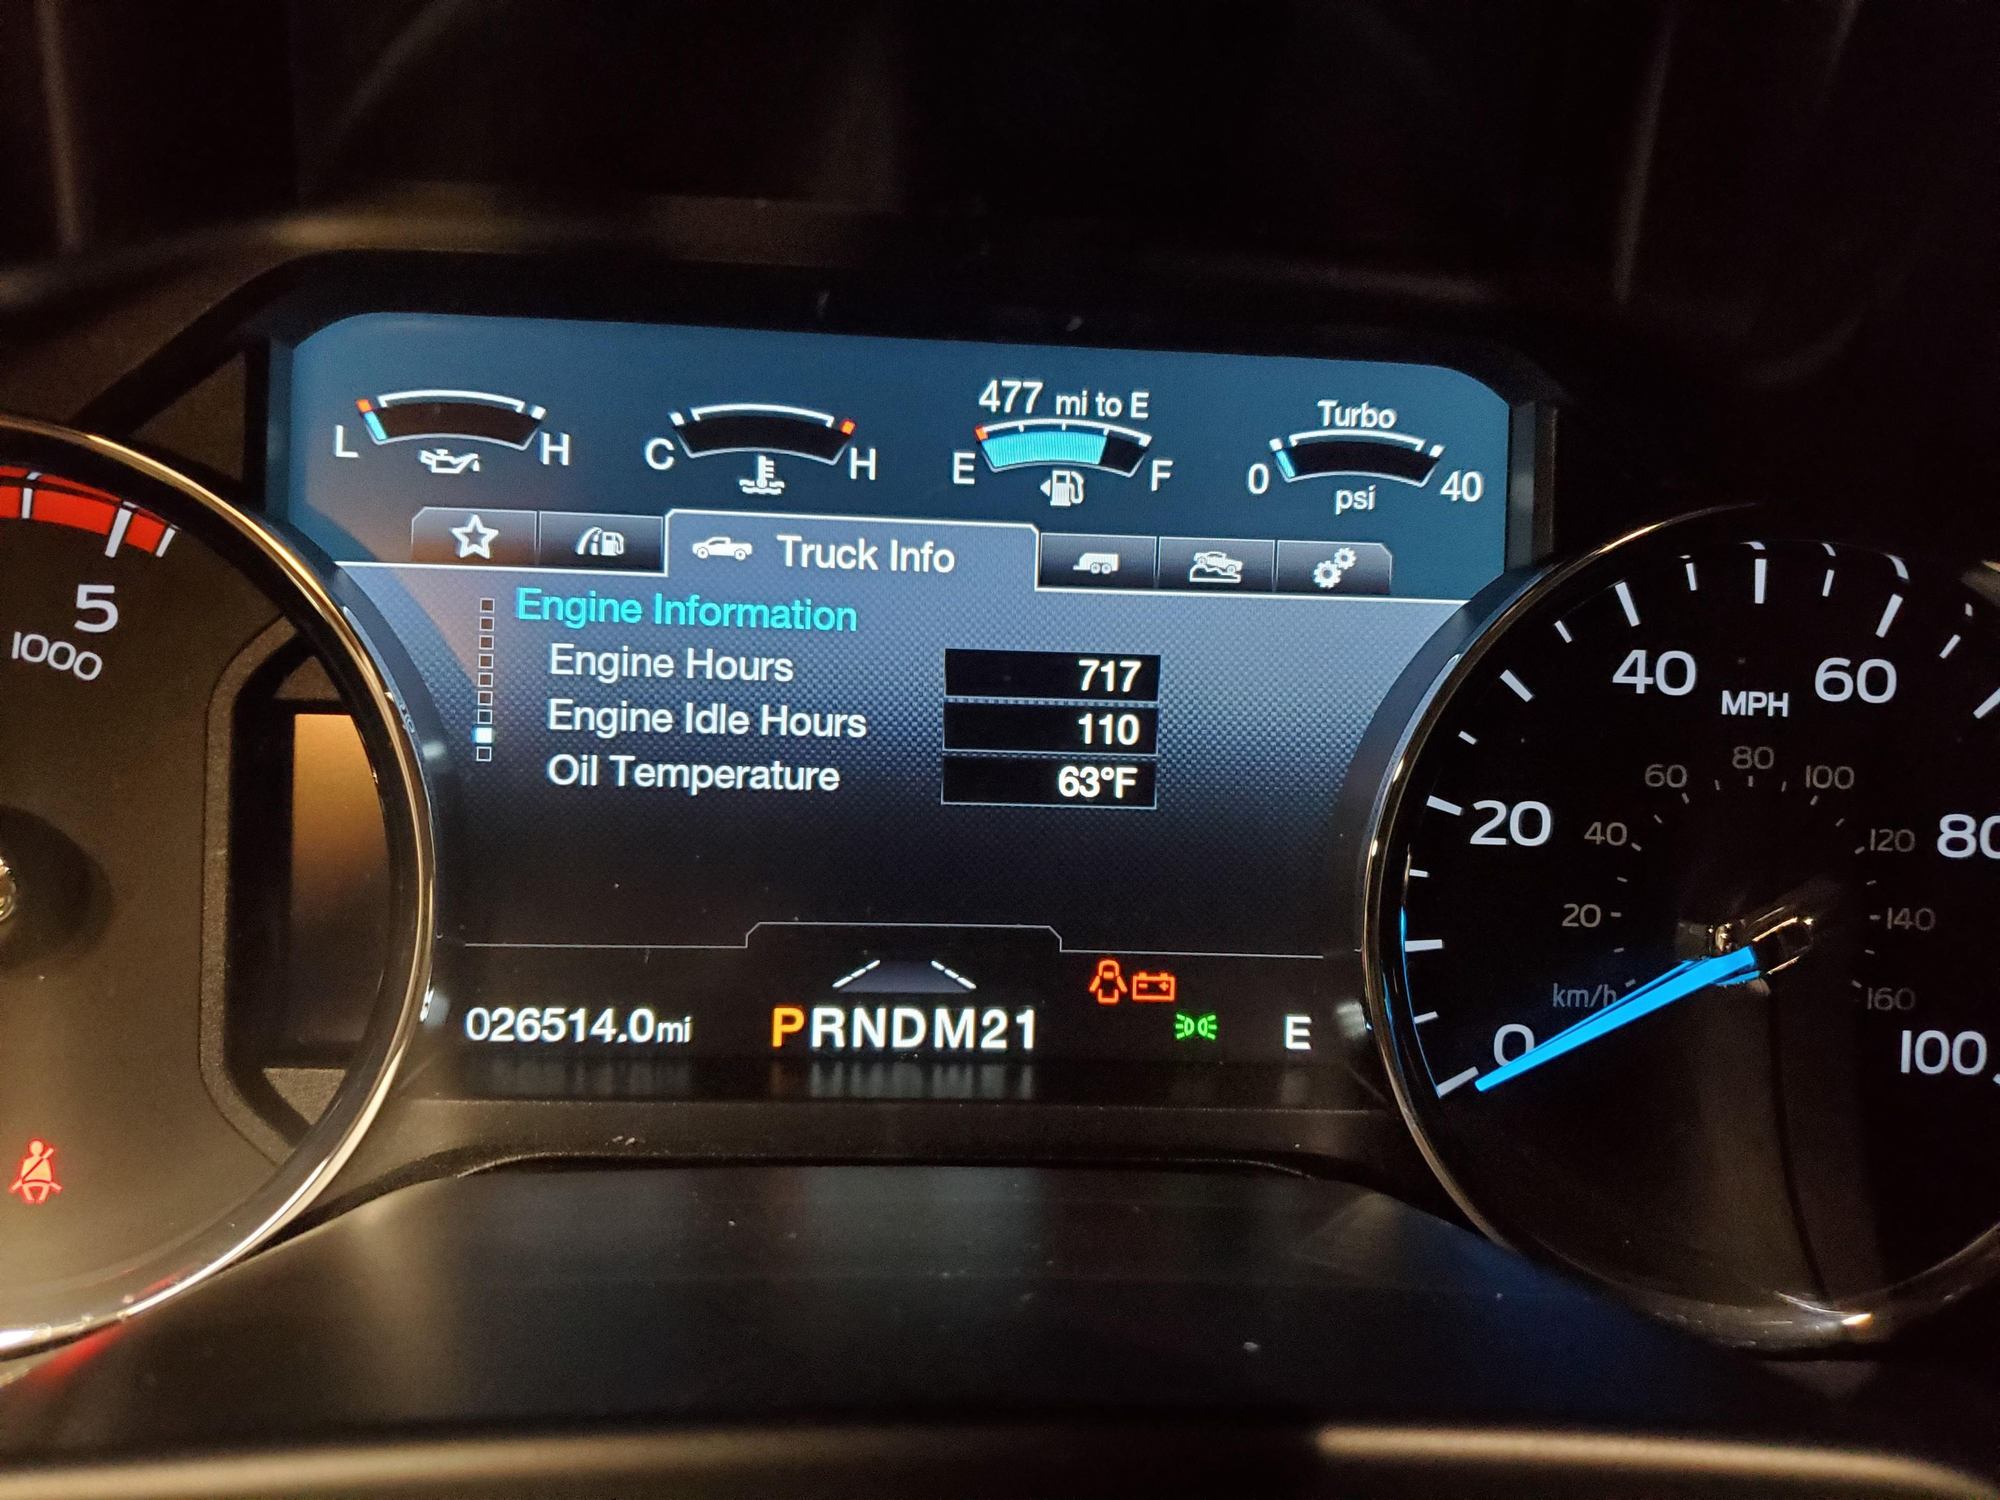 477 mi to E
L H
C H
E F
Turbo
0 40
psi
Truck Info
Engine Information
Engine Hours 717
Engine Idle Hours 110
Oil Temperature 63°F
026514.0mi
PRNDM21
E
5
1000
0 20 40 60 80 100
MPH
20 40 60 80 100 120 140 160
km/h